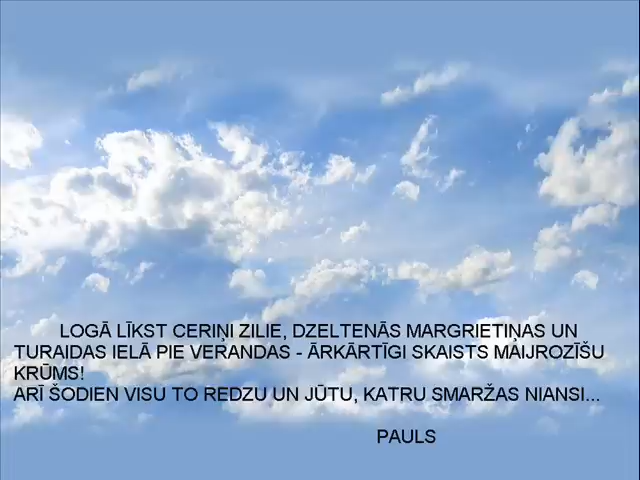 LOGĀ LĪKST CERIŅI ZILIE, DZELTENĀS MARGRIETIŅAS UN
TURAIDAS IELĀ PIE VERANDAS - ĀRKĀRTĪGI SKAISTS MAIJROZĪŠU
KRŪMS!
ARĪ ŠODIEN VISU TO REDZU UN JŪTU, KATRU SMARŽAS NIANSI...
PAULS